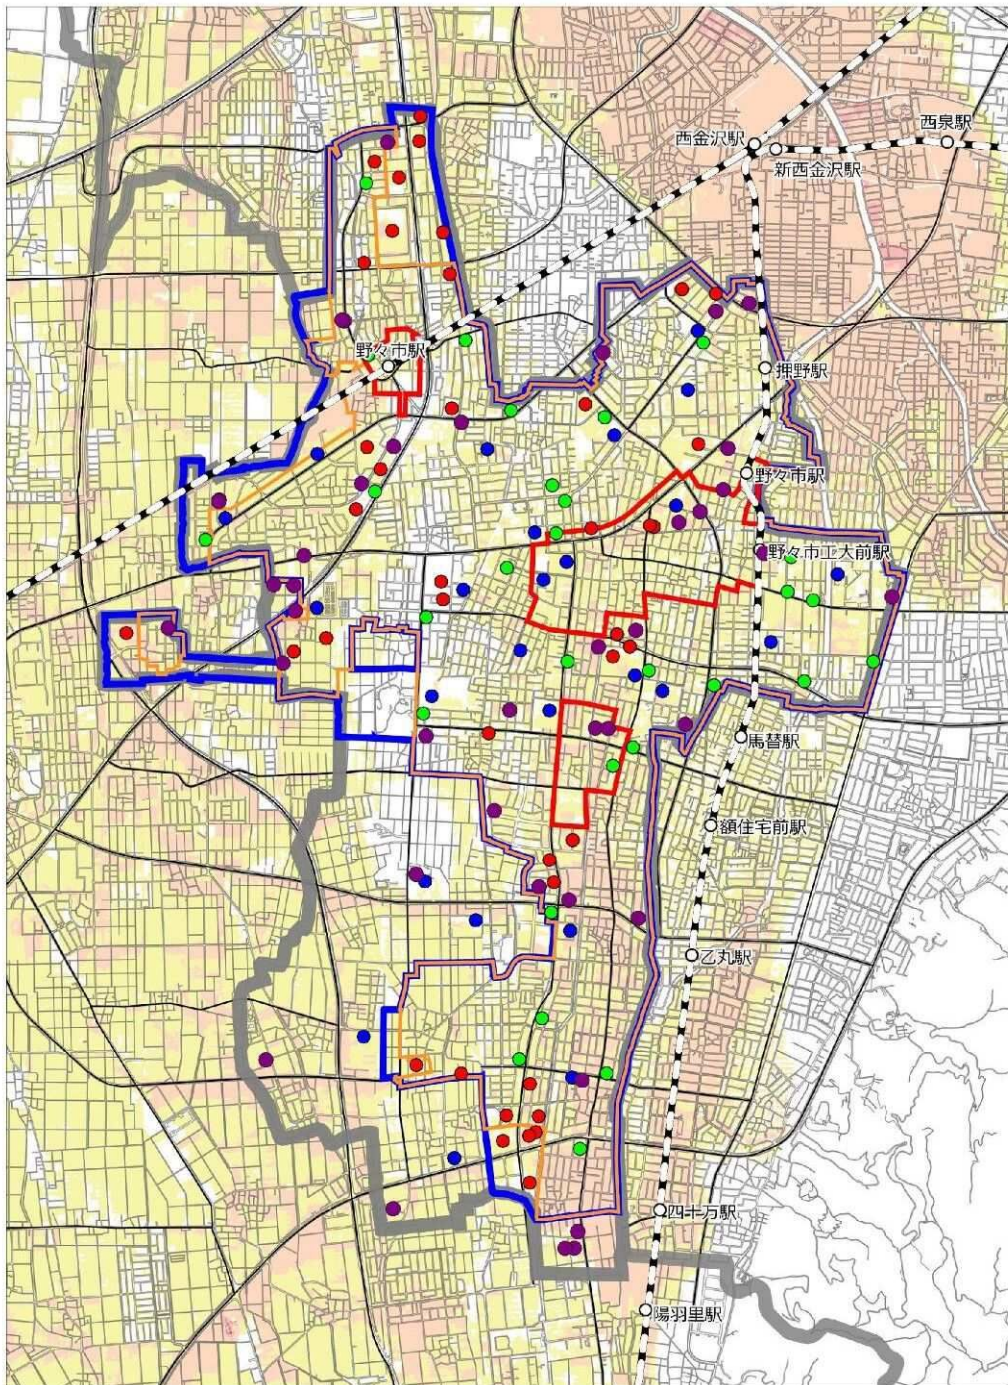 西泉駅
西金沢駅
新西金沢駅
野々市駅
押野駅
野々市駅
野々市工大前駅
馬替駅
額住宅前駅
乙丸駅
四十万駅
陽羽里駅